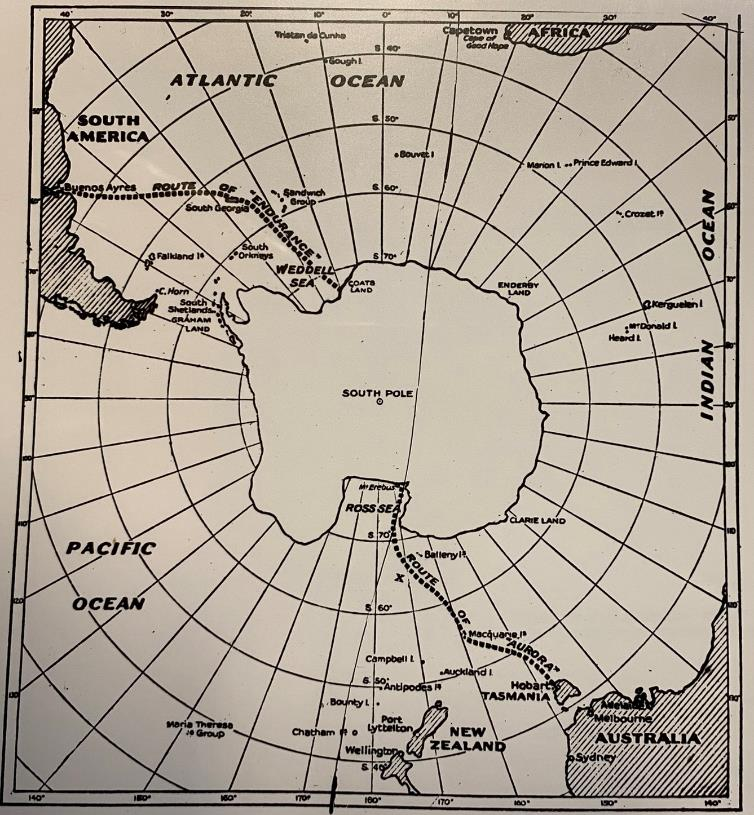 40°
30°
20°
10°
0°
10°
20°
30°
40°
Tristan da Cunha
Capetown
Cape of
Good Hope
AFRICA
S 40°
Gough I.
ATLANTIC OCEAN
SOUTH
AMERICA
S 50°
Bouvet I
Marion I.
Prince Edward I.
Buenos Ayres
ROUTE OF "ENDURANCE"
S 60°
Sandwich
Group
South Georgia
Crozet Is
INDIAN OCEAN
Falkland Is
South
Orkneys
WEDDELL
SEA
S 70°
COATS
LAND
ENDERBY
LAND
C. Horn
South
Shetlands
GRAHAM
LAND
Kerguelen I
McDonald I.
Heard I.
SOUTH POLE
Mt Erebus
ROSS SEA
CLARIE LAND
S 70°
PACIFIC
OCEAN
Balleny Is
X
ROUTE OF "AURORA"
S 60°
Macquarie Is
Campbell I.
Auckland I.
S 50°
Antipodes Is
Hobart
TASMANIA
Bounty I.
Port
Lyttelton
Maria Theresa
Group
Chatham Is
NEW
ZEALAND
Wellington
S 40°
Melbourne
AUSTRALIA
Sydney
140°
150°
160°
170°
180°
170°
160°
150°
140°